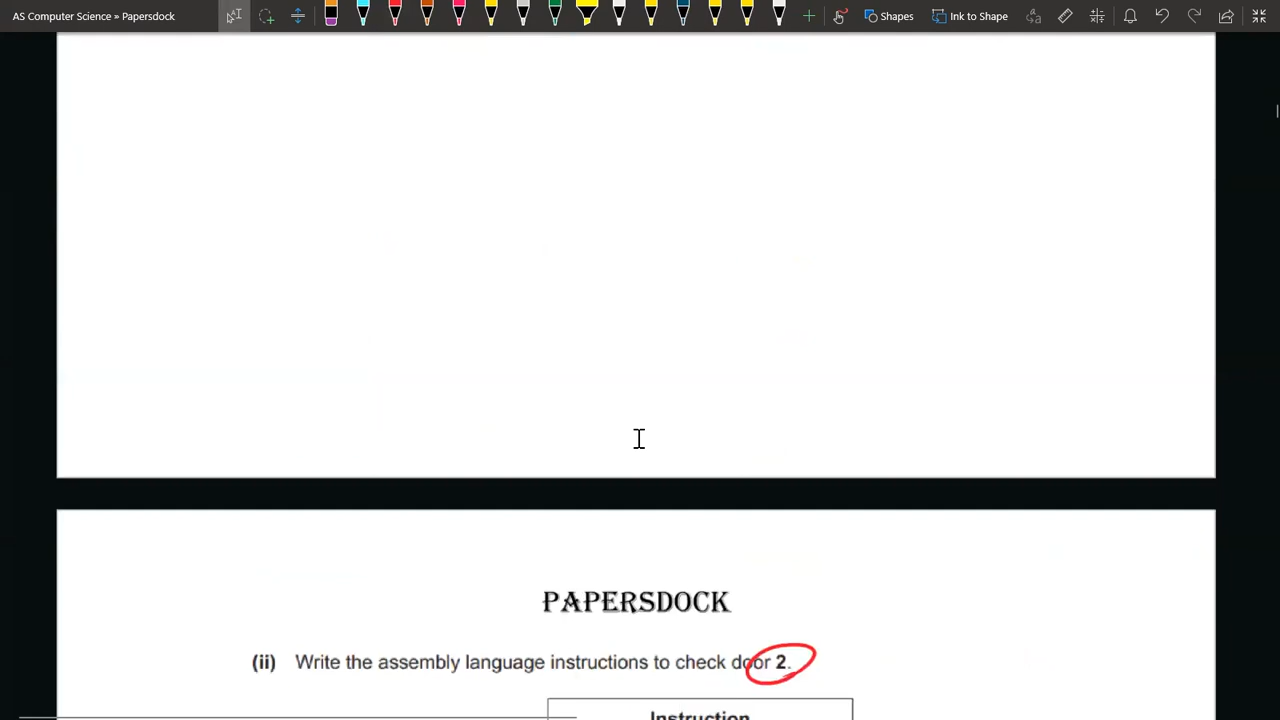 AS Computer Science » Papersdock
Shapes
Ink to Shape
PAPERSDOCK
(ii) Write the assembly language instructions to check door 2.
Instruction